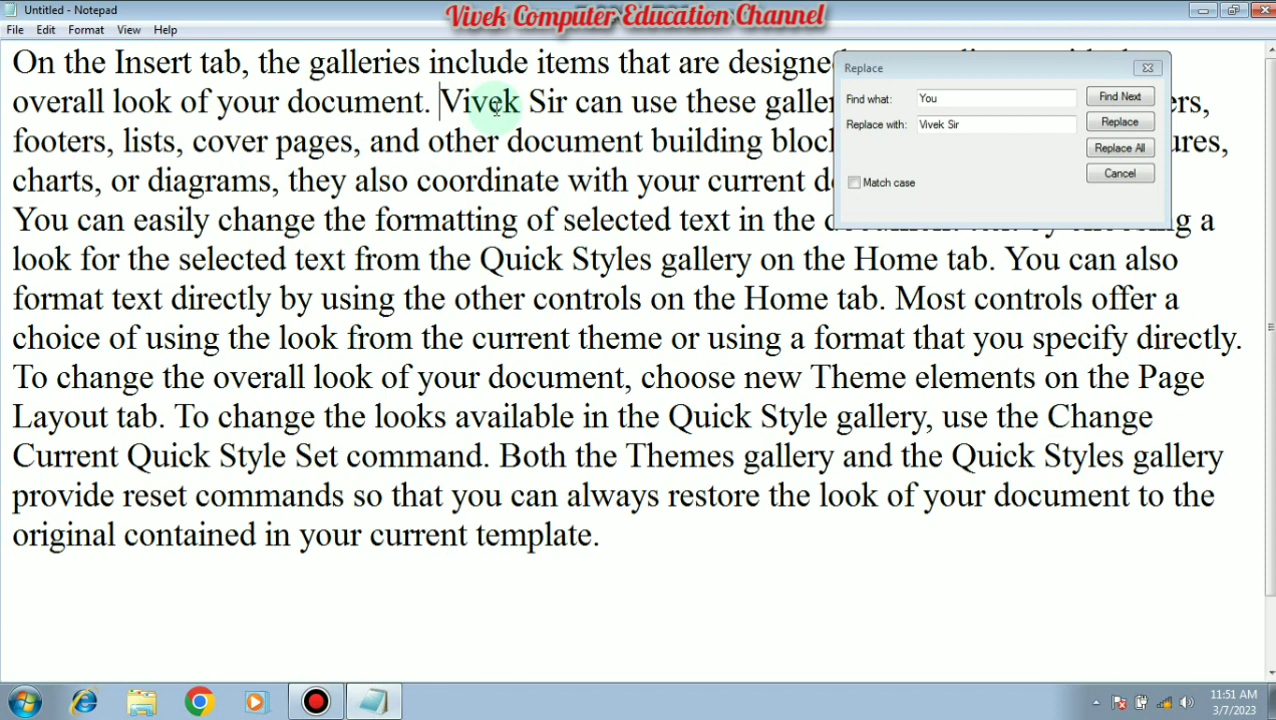 Untitled - Notepad
Vivek Computer Education Channel
File Edit Format View Help
On the Insert tab, the galleries include items that are designed
overall look of your document. Vivek Sir can use these galler ers,
footers, lists, cover pages, and other document building bloc ures,
charts, or diagrams, they also coordinate with your current d
You can easily change the formatting of selected text in the g a
look for the selected text from the Quick Styles gallery on the Home tab. You can also
format text directly by using the other controls on the Home tab. Most controls offer a
choice of using the look from the current theme or using a format that you specify directly.
To change the overall look of your document, choose new Theme elements on the Page
Layout tab. To change the looks available in the Quick Style gallery, use the Change
Current Quick Style Set command. Both the Themes gallery and the Quick Styles gallery
provide reset commands so that you can always restore the look of your document to the
original contained in your current template.
Replace
Find what: You Find Next
Replace with: Vivek Sir Replace
Replace All
Match case Cancel
11:51 AM
3/7/2023